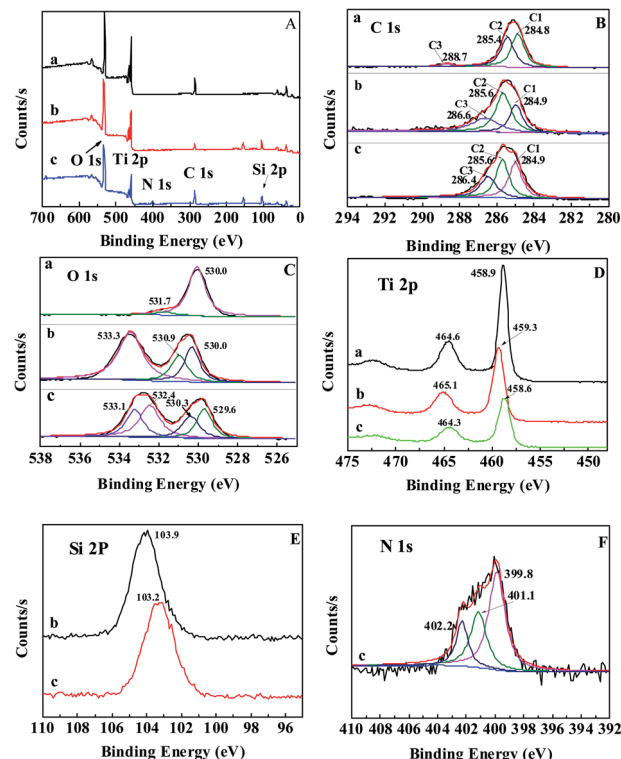 A
a
b
c
O 1s
Ti 2p
N 1s
C 1s
Si 2p
700 600 500 400 300 200 100 0
Binding Energy (eV)
Counts/s
a
C 1s
B
C2
285.4
C1
284.8
C3
288.7
b
C2
285.6
C1
284.9
C3
286.6
c
C2
285.6
C1
284.9
C3
286.4
294 292 290 288 286 284 282 280
Binding Energy (eV)
Counts/s
a
O 1s
C
530.0
531.7
b
533.3
530.9
530.0
c
532.4
533.1
530.3
529.6
538 536 534 532 530 528 526
Binding Energy (eV)
Counts/s
D
Ti 2p
458.9
a
464.6
459.3
b
465.1
458.6
c
464.3
475 470 465 460 455 450
Binding Energy (eV)
Counts/s
E
Si 2P
103.9
103.2
b
c
110 108 106 104 102 100 98 96
Binding Energy (eV)
Counts/s
F
N 1s
399.8
401.1
402.2
c
410 408 406 404 402 400 398 396 394 392
Binding Energy (eV)
Counts/s